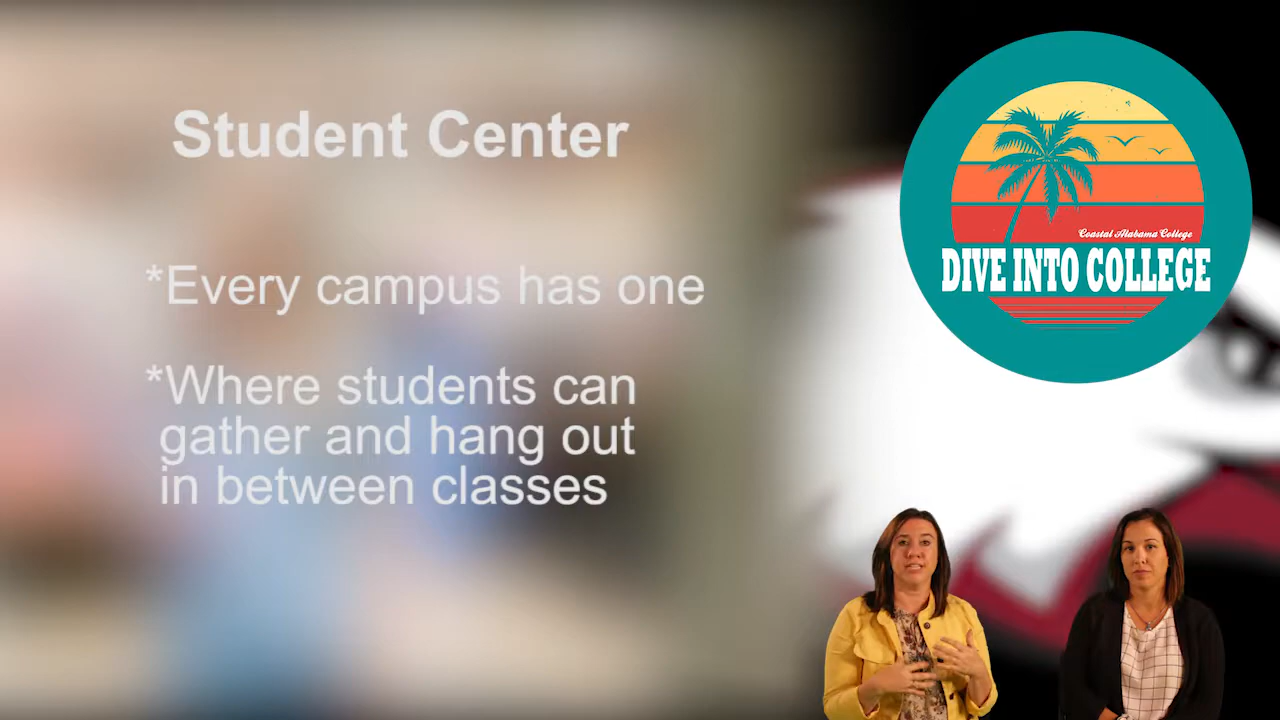 Student Center
*Every campus has one
*Where students can
gather and hang out
in between classes
Coastal Alabama College
DIVE INTO COLLEGE